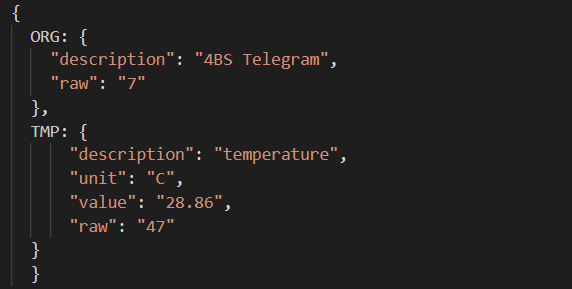 {
ORG: {
"description": "4BS Telegram",
"raw": "7"
},
TMP: {
"description": "temperature",
"unit": "C",
"value": "28.86",
"raw": "47"
}
}